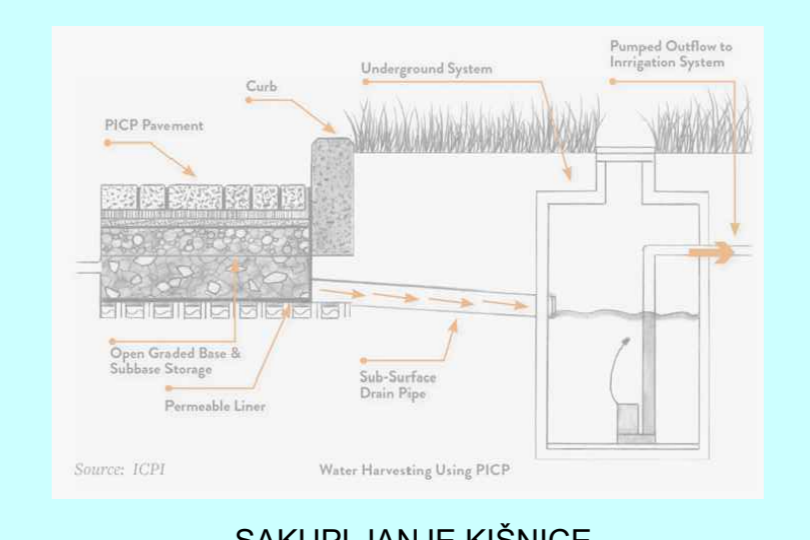 Pumped Outflow to
Inrrigation System
Underground System
Curb
PICP Pavement
Open Graded Base &
Subbase Storage
Permeable Liner
Sub-Surface
Drain Pipe
Source: ICPI
Water Harvesting Using PICP
SAKUPLJANJE KIŠNICE